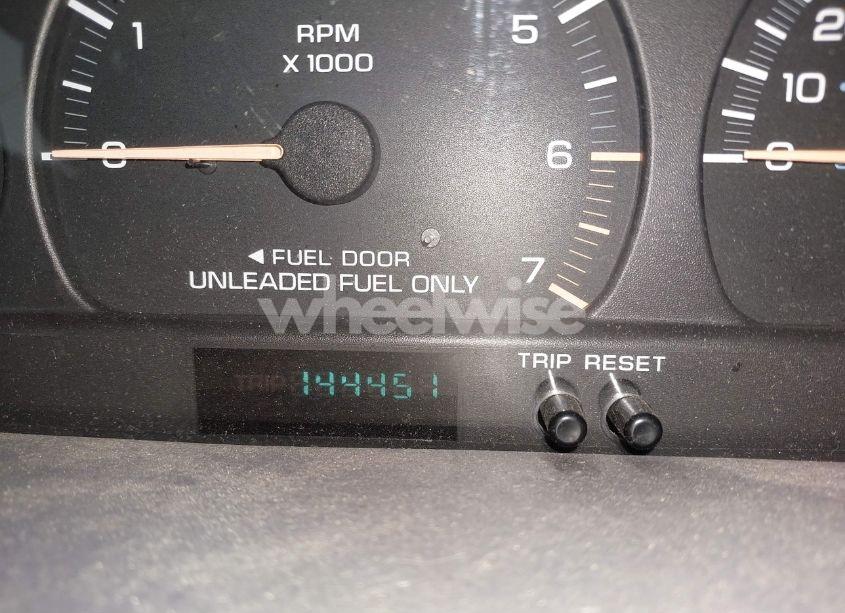 1
RPM
X 1000
5
2
10
0
6
0
◄ FUEL DOOR
UNLEADED FUEL ONLY
7
wheelwise
TRIP RESET
TRIP 144451